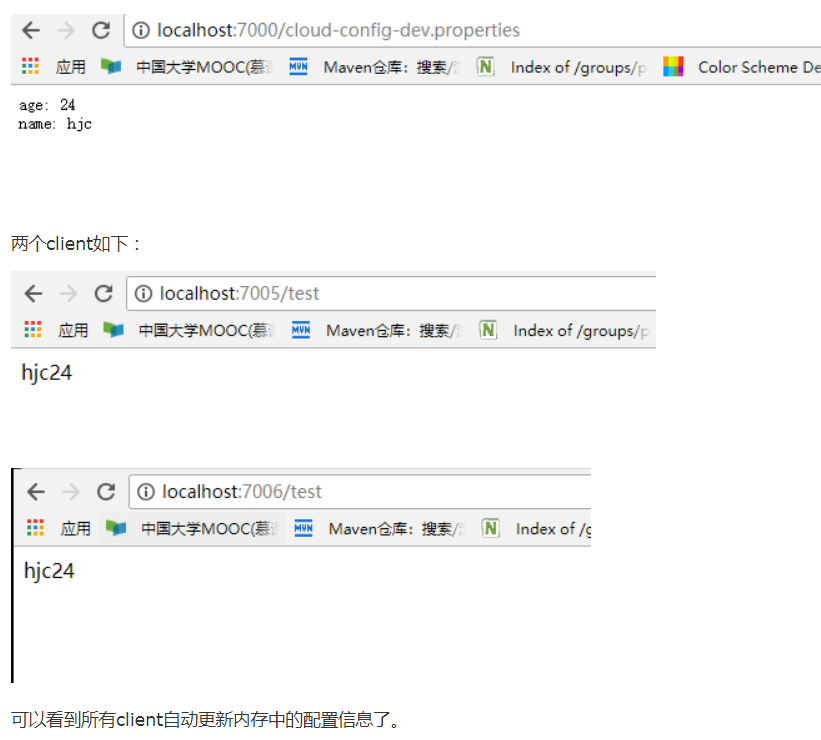 localhost:7000/cloud-config-dev.properties
应用 中国大学MOOC(慕 MVN Maven仓库：搜索/ N Index of /groups/p Color Scheme De
age: 24
name: hjc
两个client如下：
localhost:7005/test
应用 中国大学MOOC(慕 MVN Maven仓库：搜索/ N Index of /groups/p
hjc24
localhost:7006/test
应用 中国大学MOOC(慕 MVN Maven仓库：搜索/ N Index of /g
hjc24
可以看到所有client自动更新内存中的配置信息了。